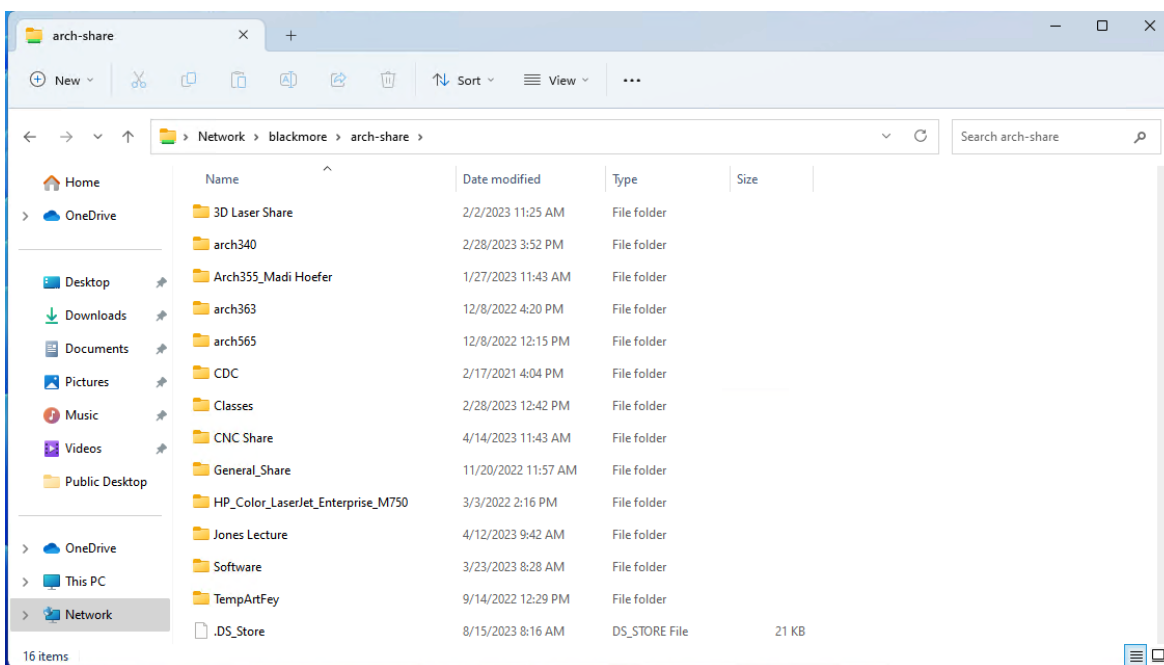 arch-share
New
Sort
View
Network > blackmore > arch-share >
Search arch-share
Home
OneDrive
Desktop
Downloads
Documents
Pictures
Music
Videos
Public Desktop
OneDrive
This PC
Network
Name Date modified Type Size
3D Laser Share 2/2/2023 11:25 AM File folder
arch340 2/28/2023 3:52 PM File folder
Arch355_Madi Hoefer 1/27/2023 11:43 AM File folder
arch363 12/8/2022 4:20 PM File folder
arch565 12/8/2022 12:15 PM File folder
CDC 2/17/2021 4:04 PM File folder
Classes 2/28/2023 12:42 PM File folder
CNC Share 4/14/2023 11:43 AM File folder
General_Share 11/20/2022 11:57 AM File folder
HP_Color_LaserJet_Enterprise_M750 3/3/2022 2:16 PM File folder
Jones Lecture 4/12/2023 9:42 AM File folder
Software 3/23/2023 8:28 AM File folder
TempArtFey 9/14/2022 12:29 PM File folder
.DS_Store 8/15/2023 8:16 AM DS_STORE File 21 KB
16 items